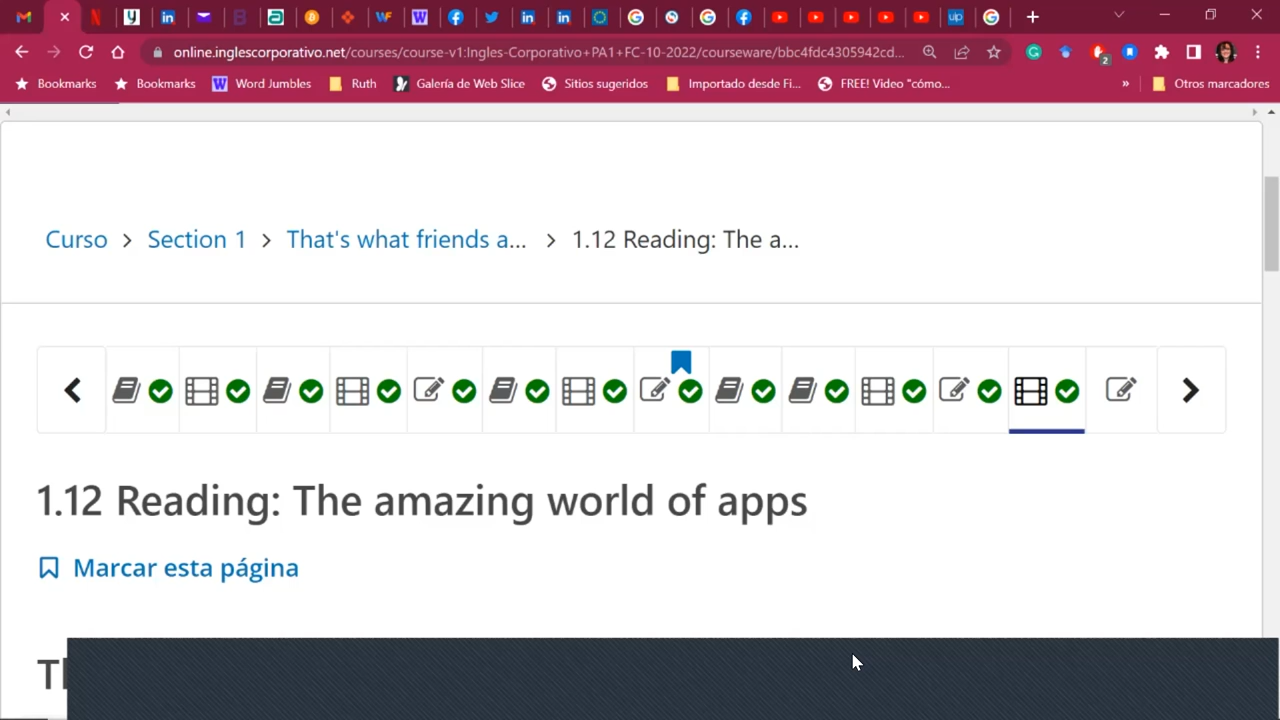 online.inglescorporativo.net/courses/course-v1:Ingles-Corporativo+PA1+FC-10-2022/courseware/bbc4fdc4305942cd...
2
Bookmarks Bookmarks Word Jumbles Ruth Galería de Web Slice Sitios sugeridos Importado desde Fi... FREE! Video "cómo... » Otros marcadores
Curso > Section 1 > That's what friends a... > 1.12 Reading: The a...
1.12 Reading: The amazing world of apps
Marcar esta página